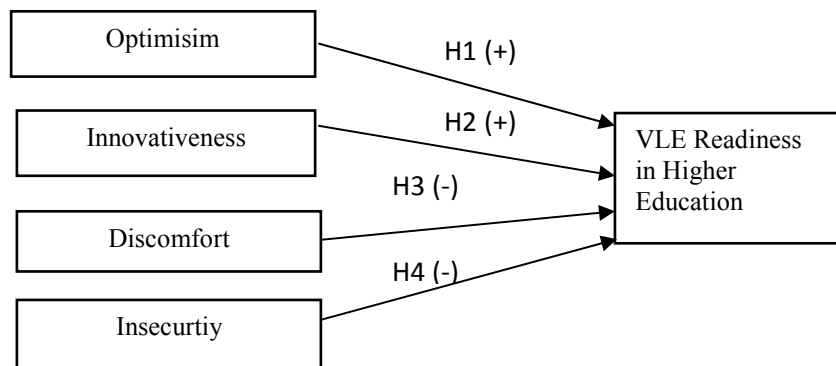 Optimisim
H1 (+)
Innovativeness
H2 (+)
VLE Readiness
in Higher
Education
H3 (-)
Discomfort
H4 (-)
Insecurtiy